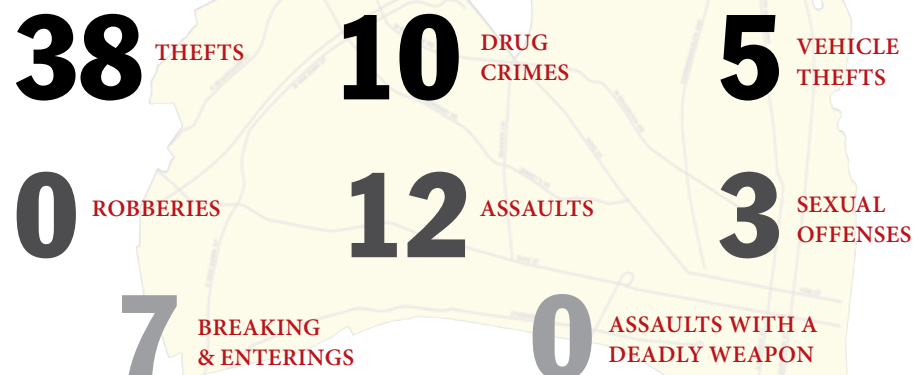 38 THEFTS
10 DRUG
CRIMES
5 VEHICLE
THEFTS
0 ROBBERIES
12 ASSAULTS
3 SEXUAL
OFFENSES
7 BREAKING
& ENTERINGS
0 ASSAULTS WITH A
DEADLY WEAPON